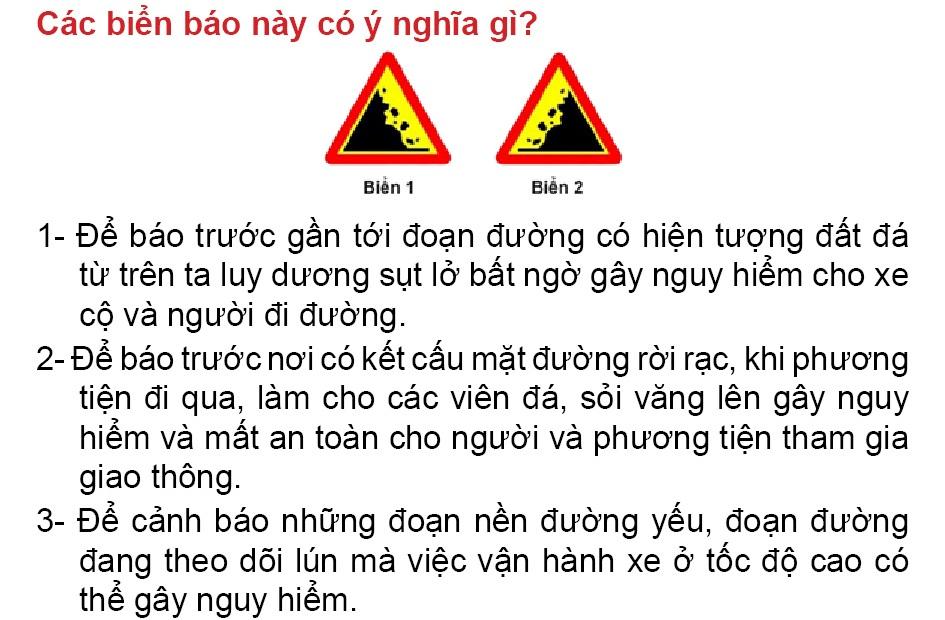 Các biển báo này có ý nghĩa gì?
Biển 1 Biển 2
1- Để báo trước gần tới đoạn đường có hiện tượng đất đá
từ trên ta luy dương sụt lở bất ngờ gây nguy hiểm cho xe
cộ và người đi đường.
2- Để báo trước nơi có kết cấu mặt đường rời rạc, khi phương
tiện đi qua, làm cho các viên đá, sỏi văng lên gây nguy
hiểm và mất an toàn cho người và phương tiện tham gia
giao thông.
3- Để cảnh báo những đoạn nền đường yếu, đoạn đường
đang theo dõi lún mà việc vận hành xe ở tốc độ cao có
thể gây nguy hiểm.